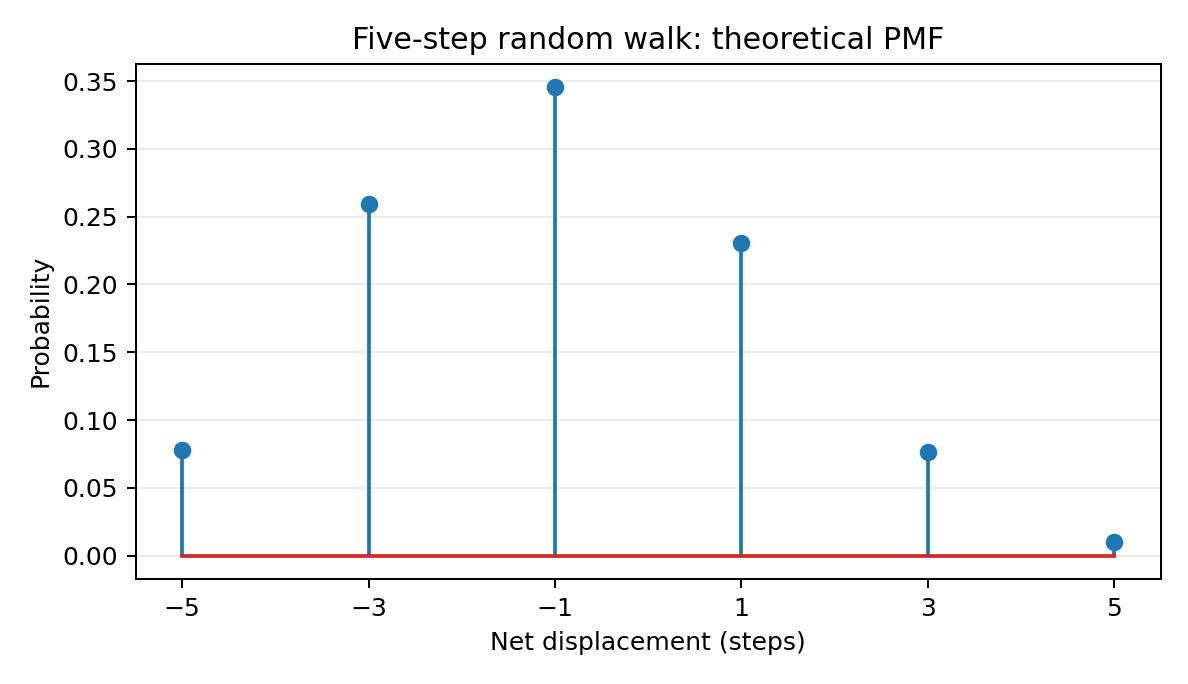 Five-step random walk: theoretical PMF
0.35
0.30
0.25
0.20
0.15
0.10
0.05
0.00
Probability
−5 −3 −1 1 3 5
Net displacement (steps)